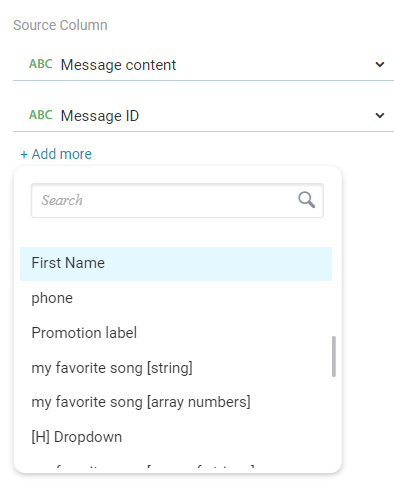 Source Column
ABC Message content
ABC Message ID
+ Add more
Search
First Name
phone
Promotion label
my favorite song [string]
my favorite song [array numbers]
[H] Dropdown